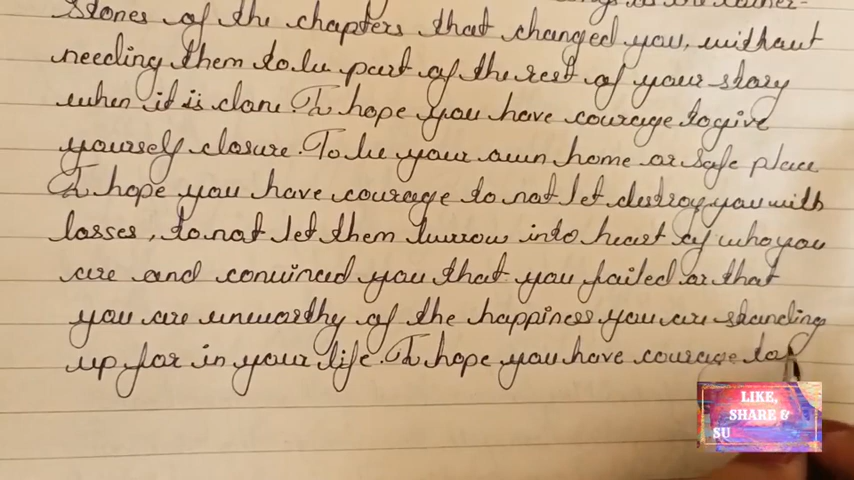 stones of the chapters that changed you, without
needing them to be part of the rest of your story
when it is done. I hope you have courage to give
yourself closure. To be your own home or safe place
I hope you have courage to not let destroy you with
losses, to not let them burrow into heart of who you
are and convinced you that you failed or that
you are unworthy of the happiness you are standing
up for in your life. I hope you have courage to
LIKE,
SHARE &
SU